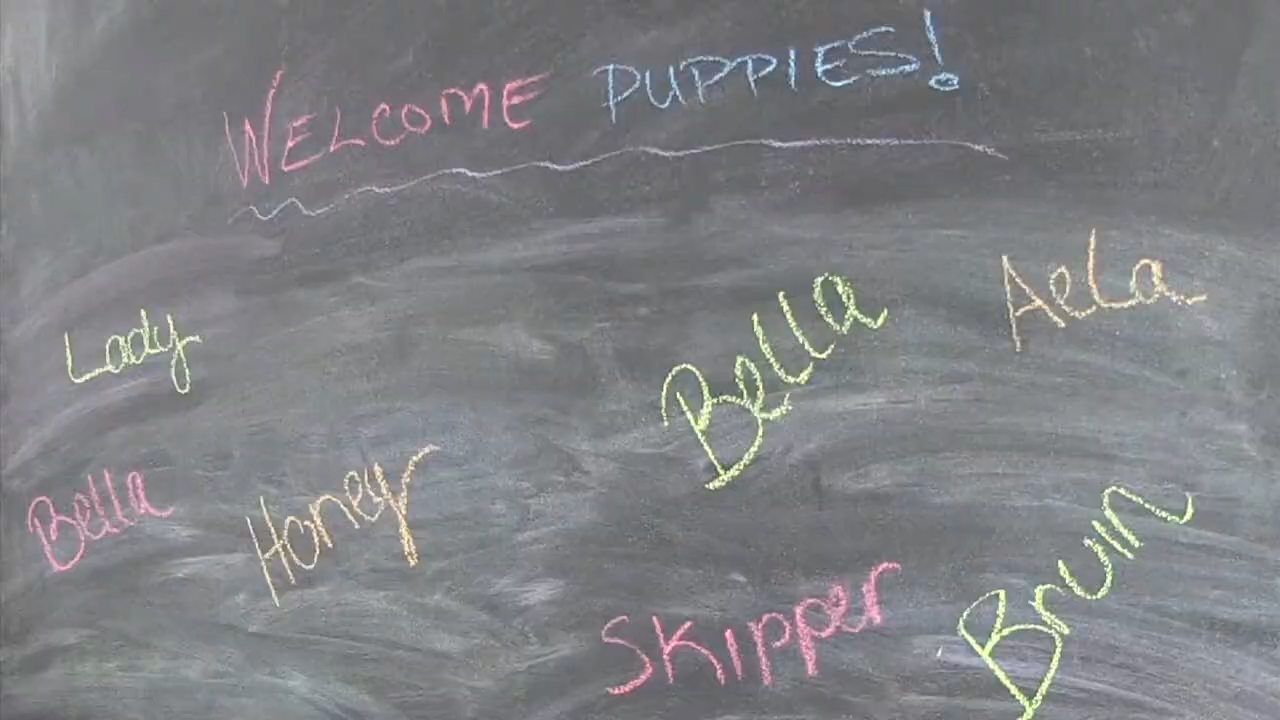 WELCOME PUPPIES!
Lady
Bella
Aela
Bella
Honey
Skipper
Bruin